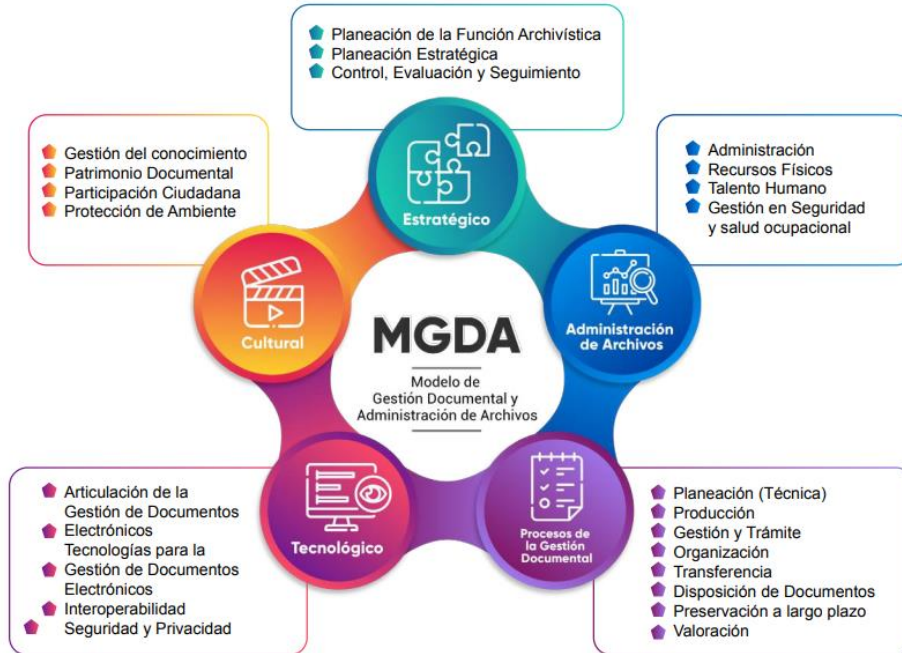 Planeación de la Función Archivística
Planeación Estratégica
Control, Evaluación y Seguimiento
Gestión del conocimiento
Patrimonio Documental
Participación Ciudadana
Protección de Ambiente
Administración
Recursos Físicos
Talento Humano
Gestión en Seguridad
y salud ocupacional
Estratégico
Cultural
Administración
de Archivos
MGDA
Modelo de
Gestión Documental y
Administración de Archivos
Tecnológico
Procesos de
la Gestión
Documental
Articulación de la
Gestión de Documentos
Electrónicos
Tecnologías para la
Gestión de Documentos
Electrónicos
Interoperabilidad
Seguridad y Privacidad
Planeación (Técnica)
Producción
Gestión y Trámite
Organización
Transferencia
Disposición de Documentos
Preservación a largo plazo
Valoración